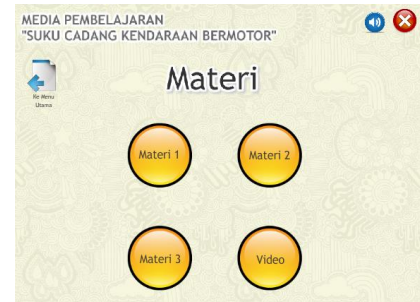 MEDIA PEMBELAJARAN
"SUKU CADANG KENDARAAN BERMOTOR"
Ke Menu
Utama
Materi
Materi 1
Materi 2
Materi 3
Video